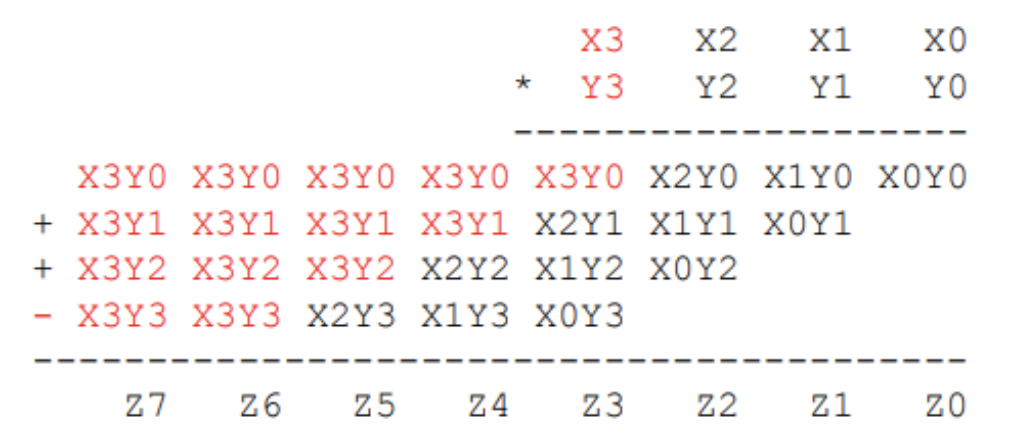 X3 X2 X1 X0
* Y3 Y2 Y1 Y0
--------------------
X3Y0 X3Y0 X3Y0 X3Y0 X3Y0 X2Y0 X1Y0 X0Y0
+ X3Y1 X3Y1 X3Y1 X3Y1 X2Y1 X1Y1 X0Y1
+ X3Y2 X3Y2 X3Y2 X2Y2 X1Y2 X0Y2
- X3Y3 X3Y3 X2Y3 X1Y3 X0Y3
-----------------------------------------
Z7 Z6 Z5 Z4 Z3 Z2 Z1 Z0